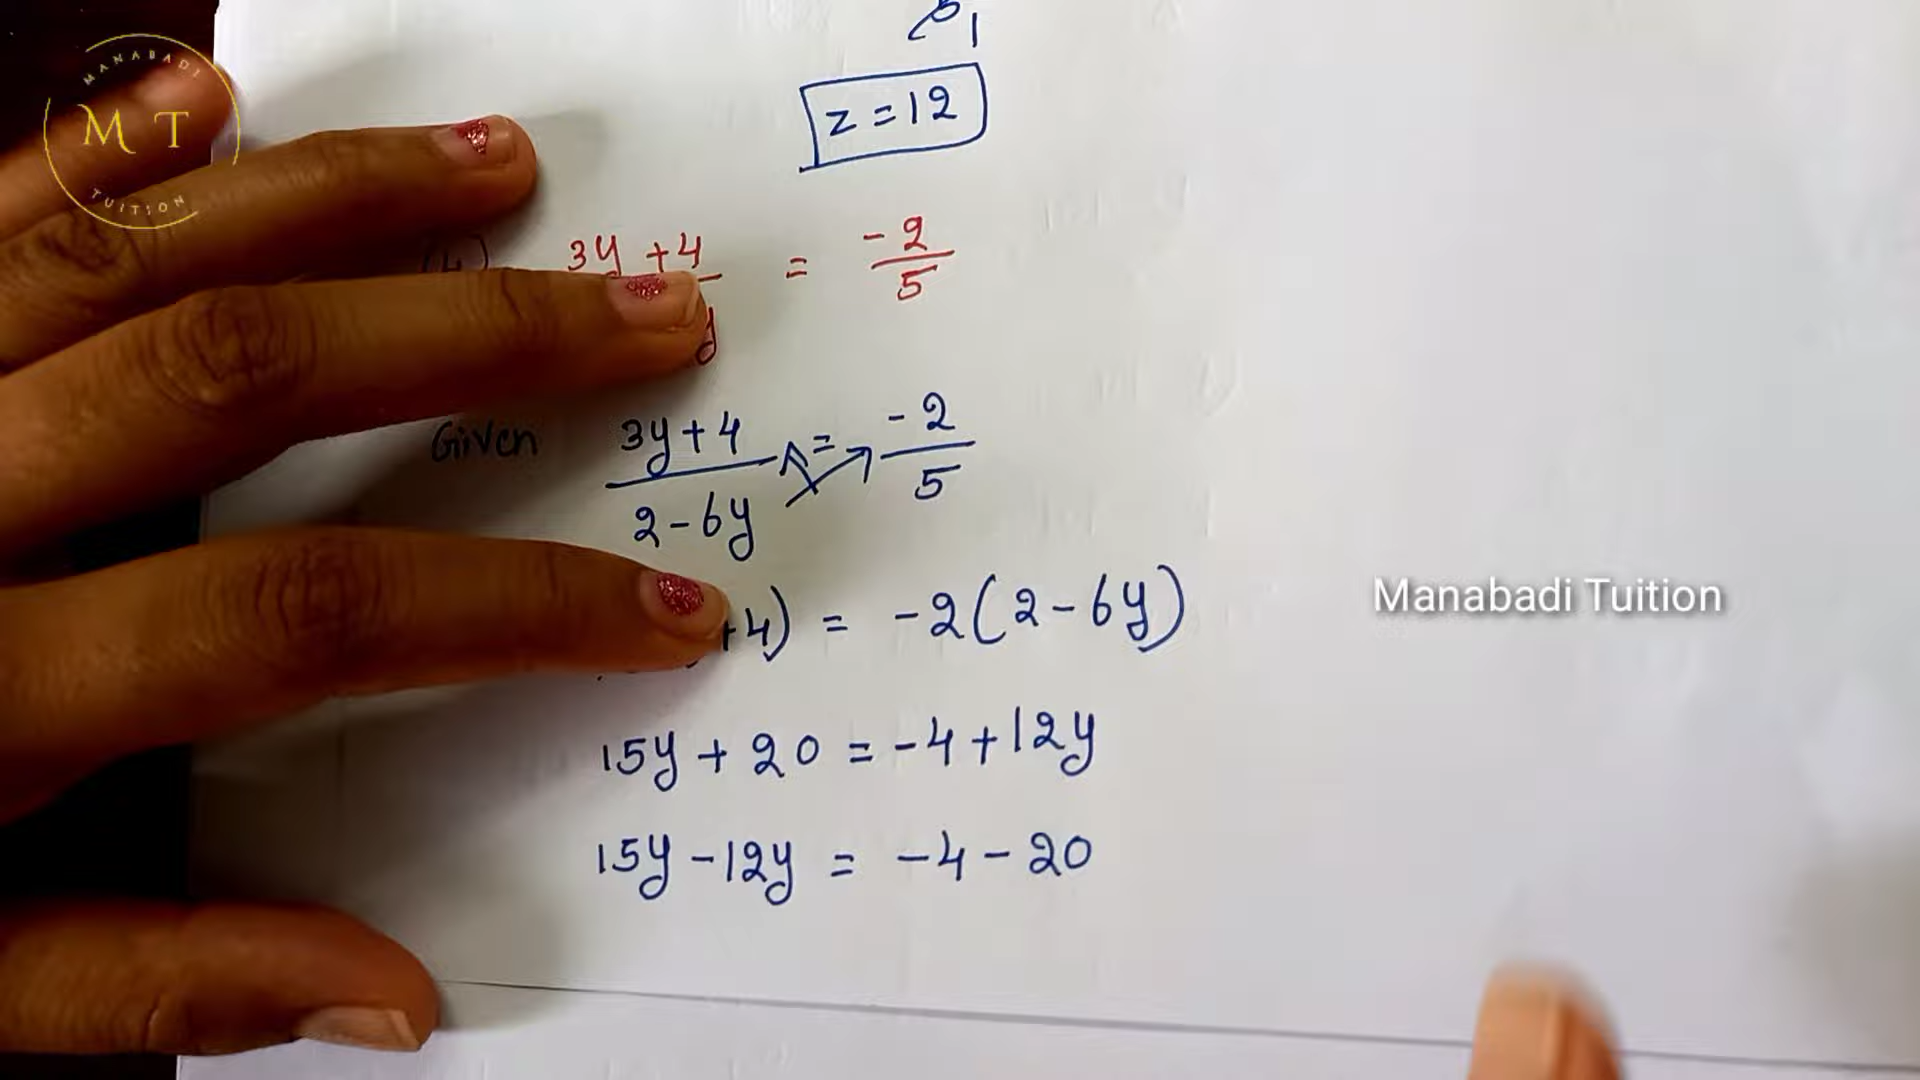 MANABADI
M T
TUITION
z = 12
3y + 4 = -2
5
y
Given 3y + 4 = -2
2 - 6y 5
+4) = -2(2 - 6y)
15y + 20 = -4 + 12y
15y - 12y = -4 - 20
Manabadi Tuition